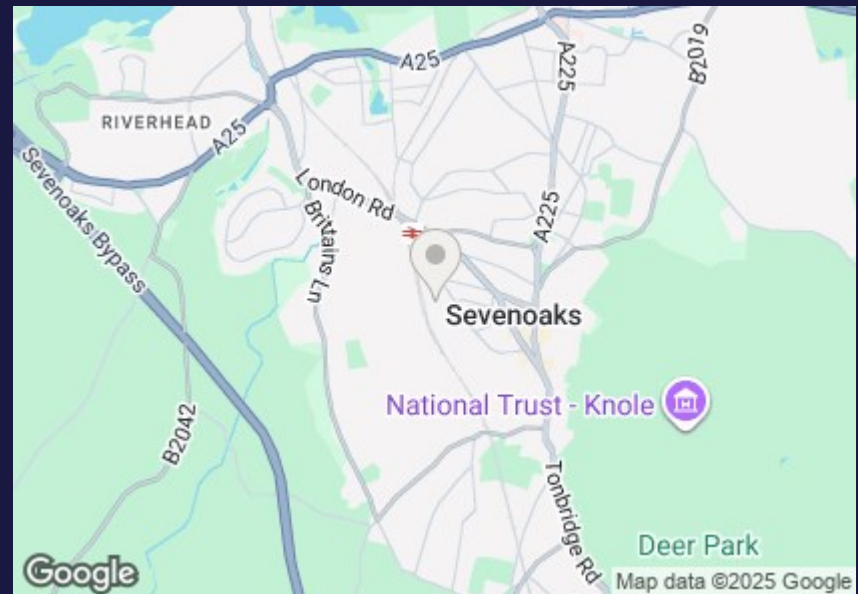 A25
A225
B2019
RIVERHEAD
A25
London Rd
Sevenoaks Bypass
Brittains Ln
A225
Sevenoaks
National Trust - Knole
B2042
Tonbridge Rd
Deer Park
Google
Map data ©2025 Google